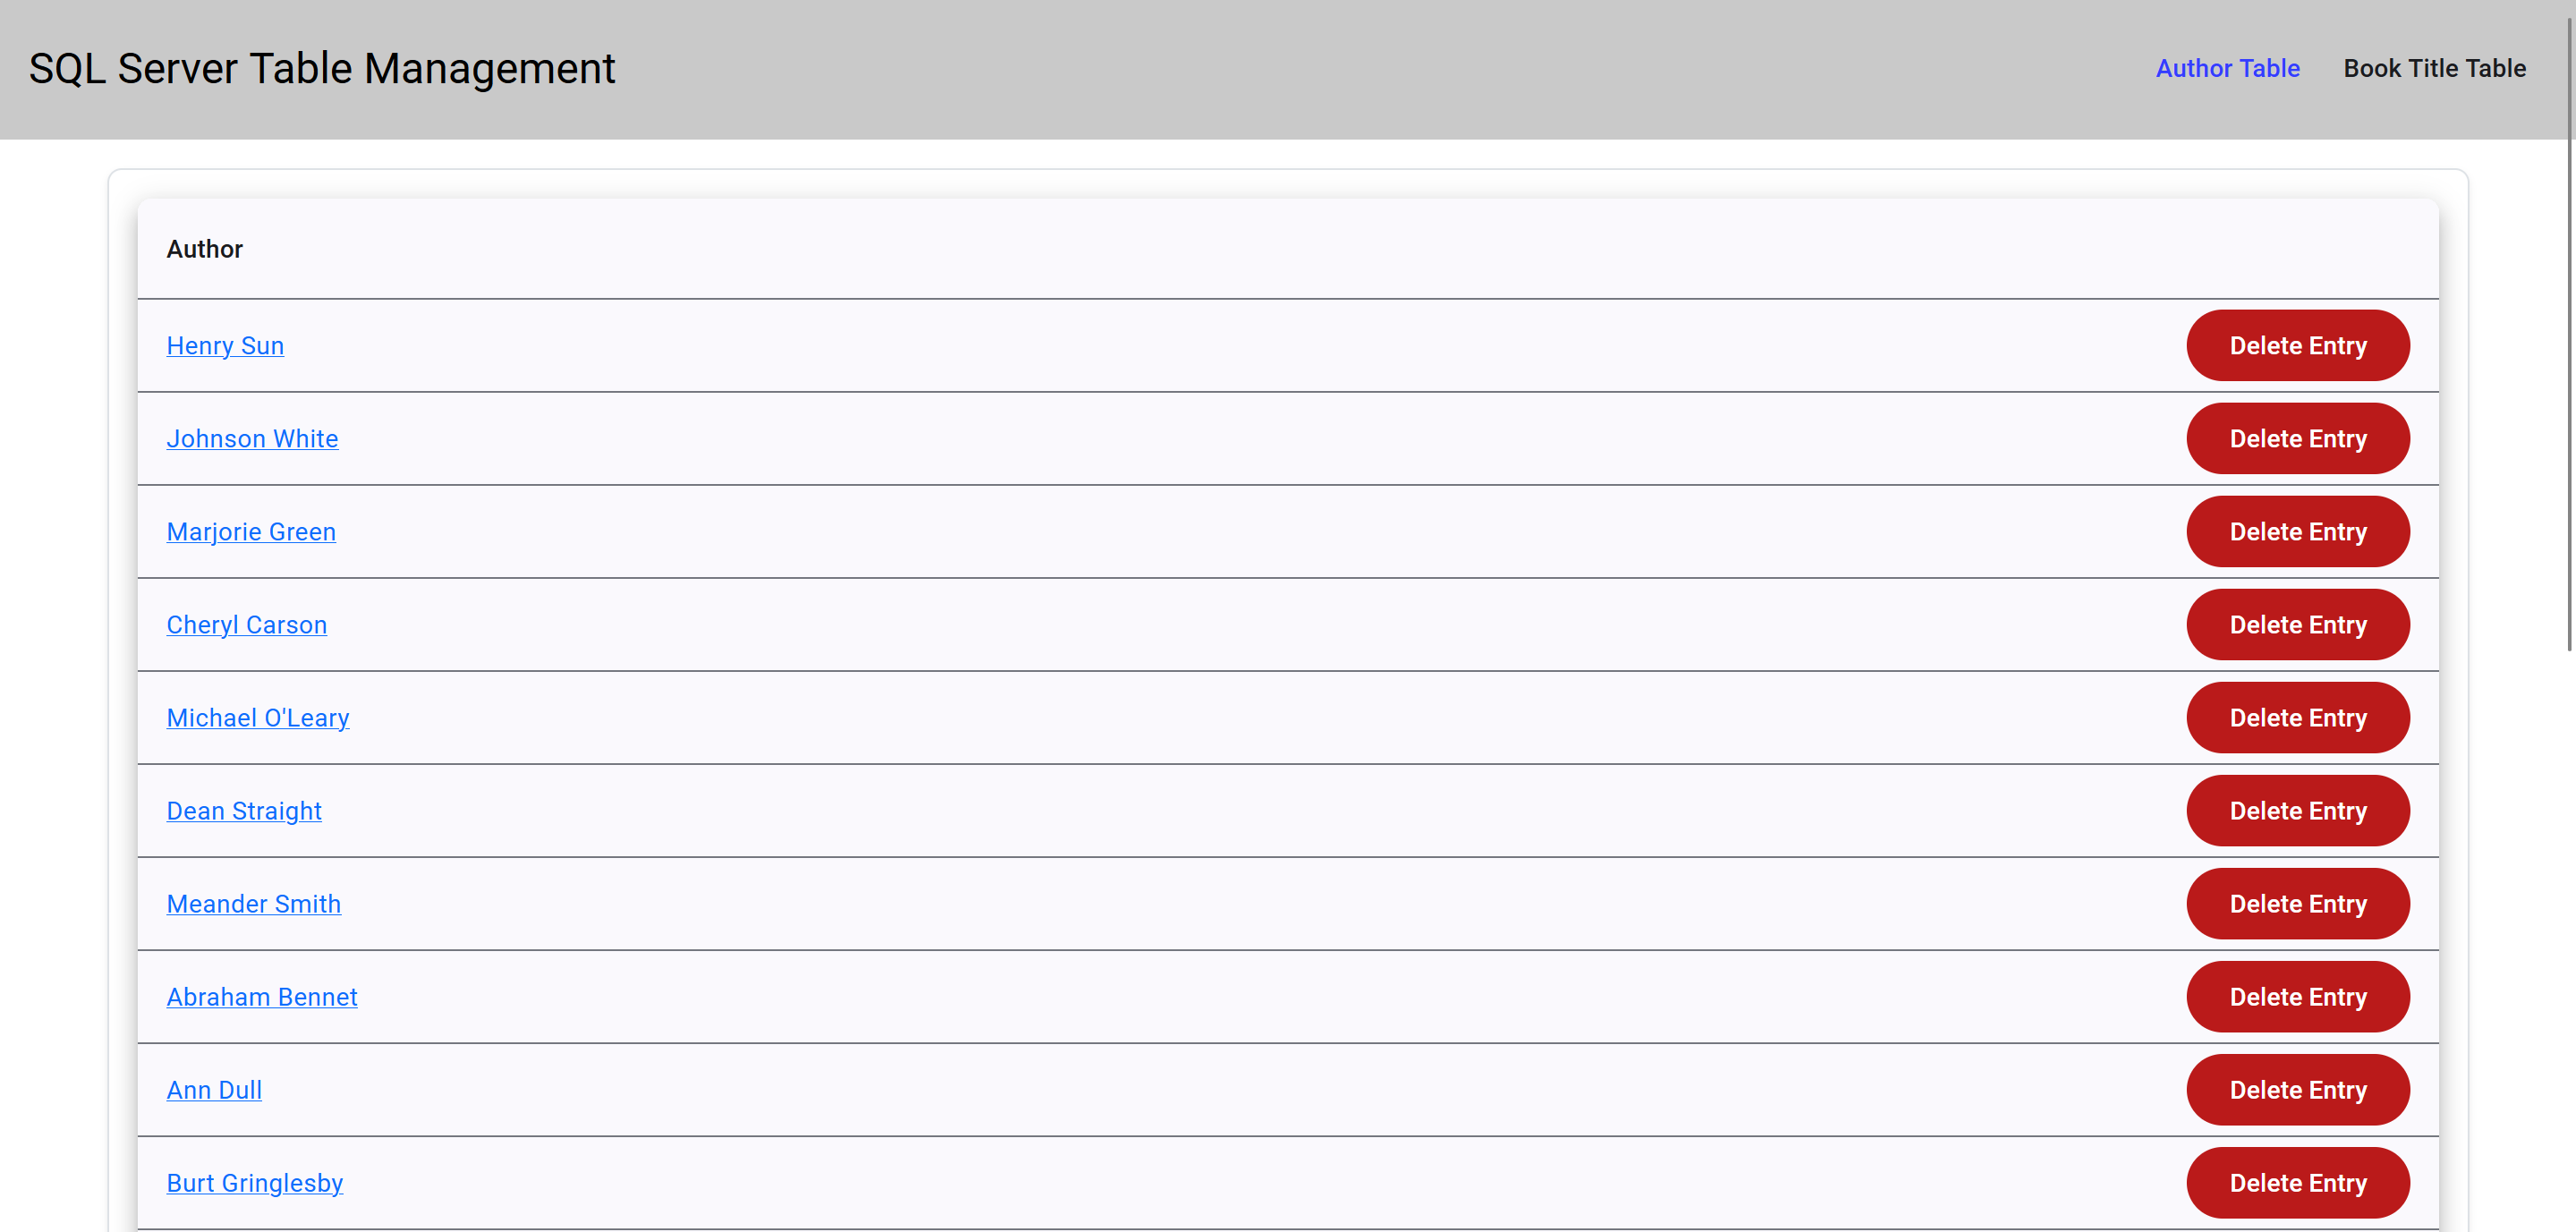 SQL Server Table Management Author Table Book Title Table
Author
Henry Sun Delete Entry
Johnson White Delete Entry
Marjorie Green Delete Entry
Cheryl Carson Delete Entry
Michael O'Leary Delete Entry
Dean Straight Delete Entry
Meander Smith Delete Entry
Abraham Bennet Delete Entry
Ann Dull Delete Entry
Burt Gringlesby Delete Entry